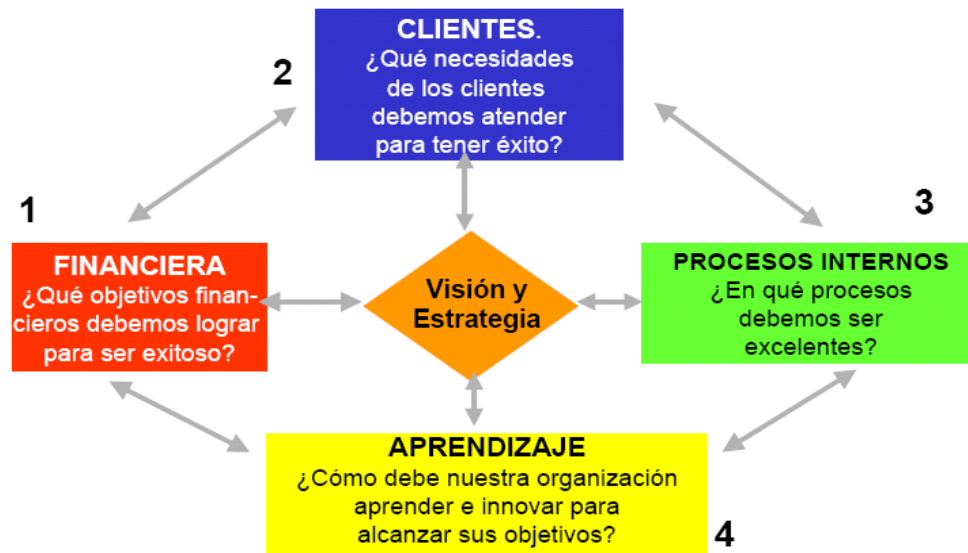 CLIENTES.
¿Qué necesidades
de los clientes
debemos atender
para tener éxito?
2
1
FINANCIERA
¿Qué objetivos finan-
cieros debemos lograr
para ser exitoso?
Visión y
Estrategia
3
PROCESOS INTERNOS
¿En qué procesos
debemos ser
excelentes?
APRENDIZAJE
¿Cómo debe nuestra organización
aprender e innovar para
alcanzar sus objetivos?
4